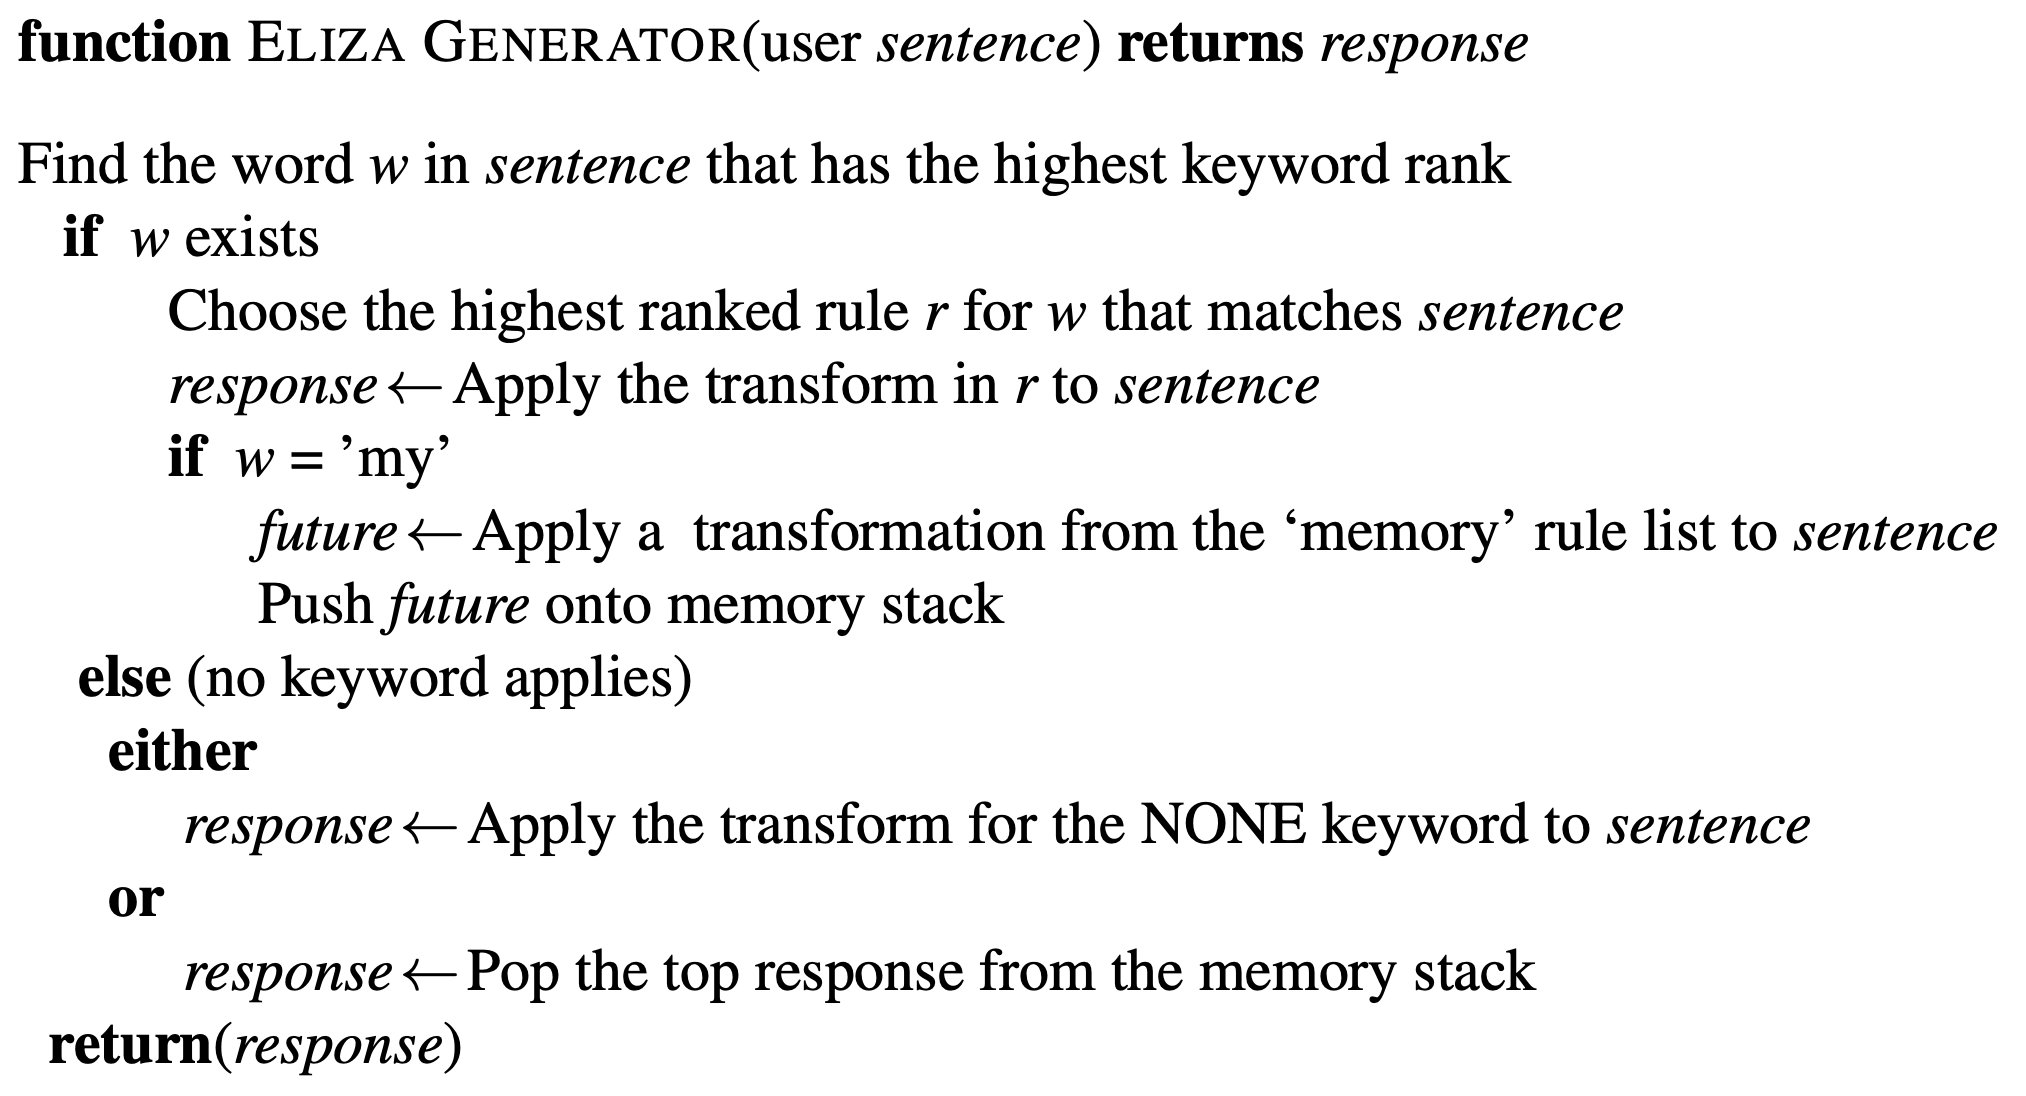 function ELIZA GENERATOR(user sentence) returns response
Find the word w in sentence that has the highest keyword rank
if w exists
Choose the highest ranked rule r for w that matches sentence
response ← Apply the transform in r to sentence
if w = ’my’
future ← Apply a transformation from the ‘memory’ rule list to sentence
Push future onto memory stack
else (no keyword applies)
either
response ← Apply the transform for the NONE keyword to sentence
or
response ← Pop the top response from the memory stack
return(response)